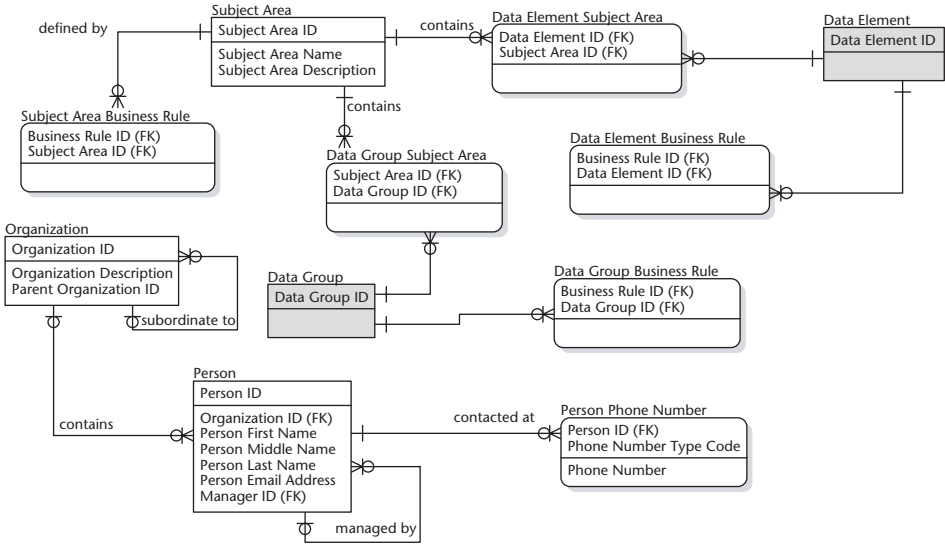 Subject Area
Subject Area ID
Subject Area Name
Subject Area Description
defined by
contains
contains
Data Element Subject Area
Data Element ID (FK)
Subject Area ID (FK)
Data Element
Data Element ID
Subject Area Business Rule
Business Rule ID (FK)
Subject Area ID (FK)
Data Group Subject Area
Subject Area ID (FK)
Data Group ID (FK)
Data Element Business Rule
Business Rule ID (FK)
Data Element ID (FK)
Organization
Organization ID
Organization Description
Parent Organization ID
subordinate to
Data Group
Data Group ID
Data Group Business Rule
Business Rule ID (FK)
Data Group ID (FK)
contains
Person
Person ID
Organization ID (FK)
Person First Name
Person Middle Name
Person Last Name
Person Email Address
Manager ID (FK)
managed by
contacted at
Person Phone Number
Person ID (FK)
Phone Number Type Code
Phone Number